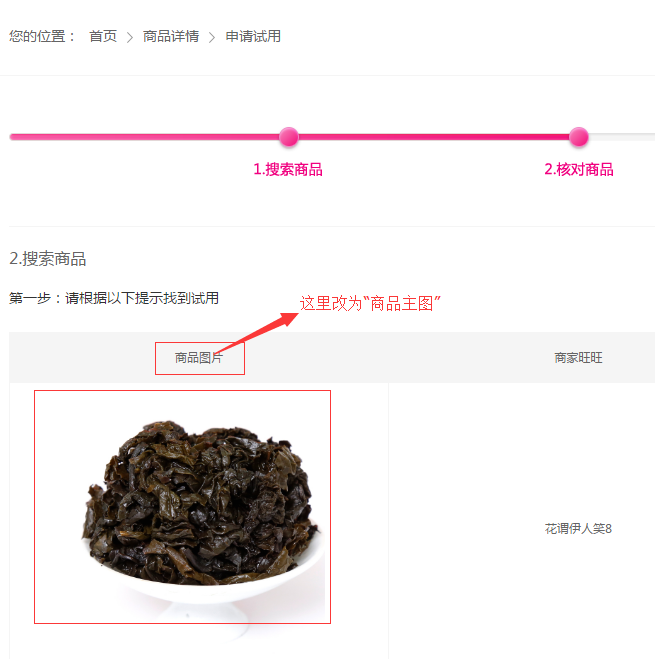 您的位置： 首页 > 商品详情 > 申请试用
1.搜索商品 2.核对商品
2.搜索商品
第一步：请根据以下提示找到试用
这里改为“商品主图”
商品图片 商家旺旺
花谓伊人笑8